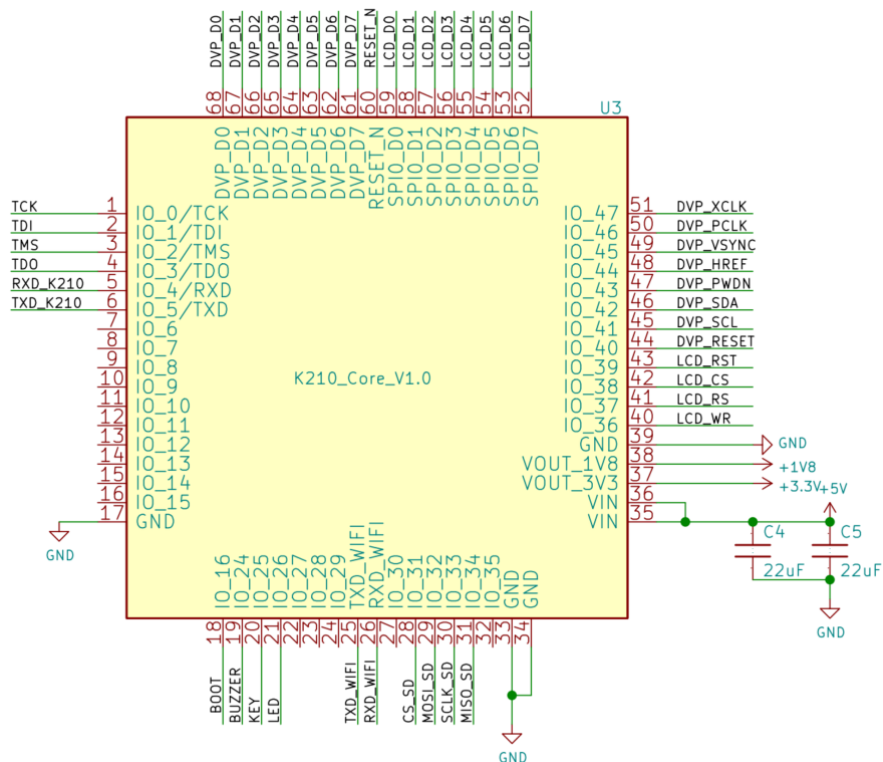 DVP_D0 DVP_D1 DVP_D2 DVP_D3 DVP_D4 DVP_D5 DVP_D6 DVP_D7 RESET_N LCD_D0 LCD_D1 LCD_D2 LCD_D3 LCD_D4 LCD_D5 LCD_D6 LCD_D7
68 67 66 65 64 63 62 61 60 59 58 57 56 55 54 53 52
U3
DVP_D0 DVP_D1 DVP_D2 DVP_D3 DVP_D4 DVP_D5 DVP_D6 DVP_D7 RESET_N SPI0_D0 SPI0_D1 SPI0_D2 SPI0_D3 SPI0_D4 SPI0_D5 SPI0_D6 SPI0_D7
TCK 1 IO_0/TCK
TDI 2 IO_1/TDI
TMS 3 IO_2/TMS
TDO 4 IO_3/TDO
RXD_K210 5 IO_4/RXD
TXD_K210 6 IO_5/TXD
7 IO_6
8 IO_7
9 IO_8
10 IO_9
11 IO_10
12 IO_11
13 IO_12
14 IO_13
15 IO_14
16 IO_15
17 GND
GND
K210_Core_V1.0
IO_47 51 DVP_XCLK
IO_46 50 DVP_PCLK
IO_45 49 DVP_VSYNC
IO_44 48 DVP_HREF
IO_43 47 DVP_PWDN
IO_42 46 DVP_SDA
IO_41 45 DVP_SCL
IO_40 44 DVP_RESET
IO_39 43 LCD_RST
IO_38 42 LCD_CS
IO_37 41 LCD_RS
IO_36 40 LCD_WR
GND 39 GND
VOUT_1V8 38 +1V8
VOUT_3V3 37 +3.3V
VIN 36
VIN 35
+5V
C4 C5
22uF 22uF
GND
IO_16 IO_24 IO_25 IO_26 IO_27 IO_28 IO_29 TXD_WIFI RXD_WIFI IO_30 IO_31 IO_32 IO_33 IO_34 IO_35 GND GND
18 19 20 21 22 23 24 25 26 27 28 29 30 31 32 33 34
BOOT BUZZER KEY LED TXD_WIFI RXD_WIFI CS_SD MOSI_SD SCLK_SD MISO_SD
GND